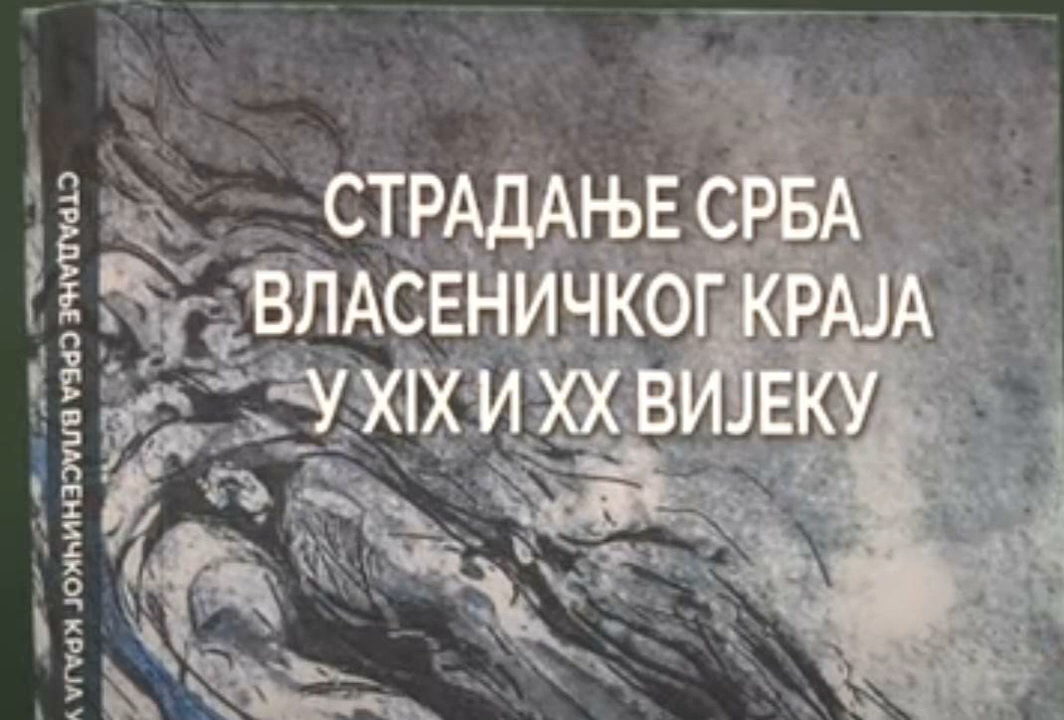 СТРАДАЊЕ СРБА
ВЛАСЕНИЧКОГ КРАЈА
У XIX И XX ВИЈЕКУ
СТРАДАЊЕ СРБА ВЛАСЕНИЧКОГ КРАЈА У